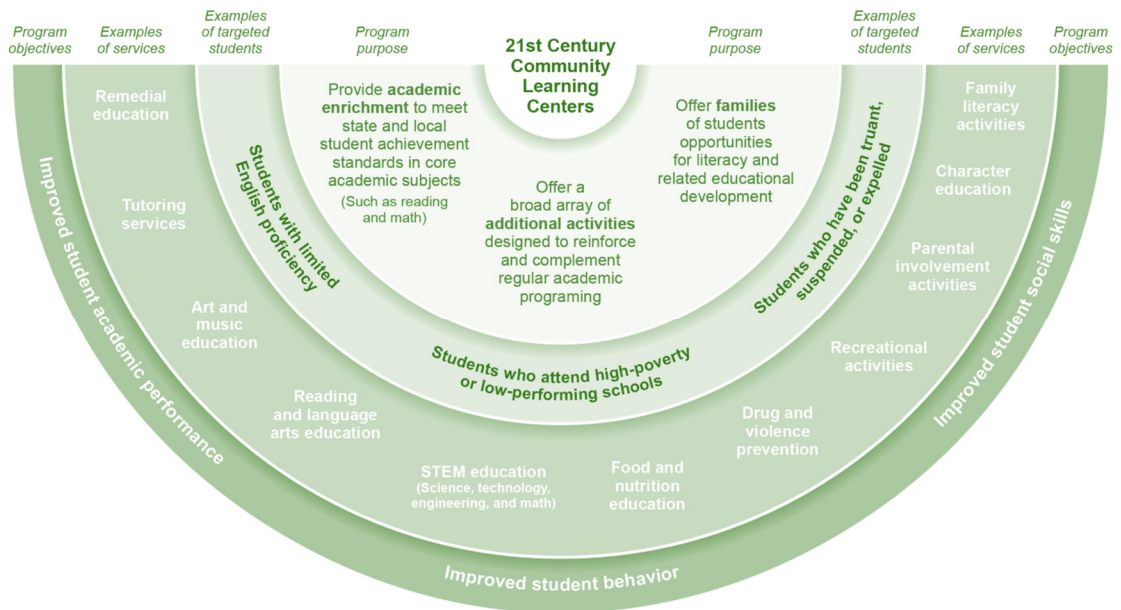 Program
objectives
Examples
of services
Examples
of targeted
students
Program
purpose
21st Century
Community
Learning
Centers
Program
purpose
Examples
of targeted
students
Examples
of services
Program
objectives
Provide academic
enrichment to meet
state and local
student achievement
standards in core
academic subjects
(Such as reading
and math)
Offer a
broad array of
additional activities
designed to reinforce
and complement
regular academic
programing
Offer families
of students
opportunities
for literacy and
related educational
development
Students with limited
English proficiency
Students who attend high-poverty
or low-performing schools
Students who have been truant,
suspended, or expelled
Remedial
education
Tutoring
services
Art and
music
education
Reading
and language
arts education
STEM education
(Science, technology,
engineering, and math)
Food and
nutrition
education
Drug and
violence
prevention
Recreational
activities
Parental
involvement
activities
Character
education
Family
literacy
activities
Improved student academic performance
Improved student behavior
Improved student social skills